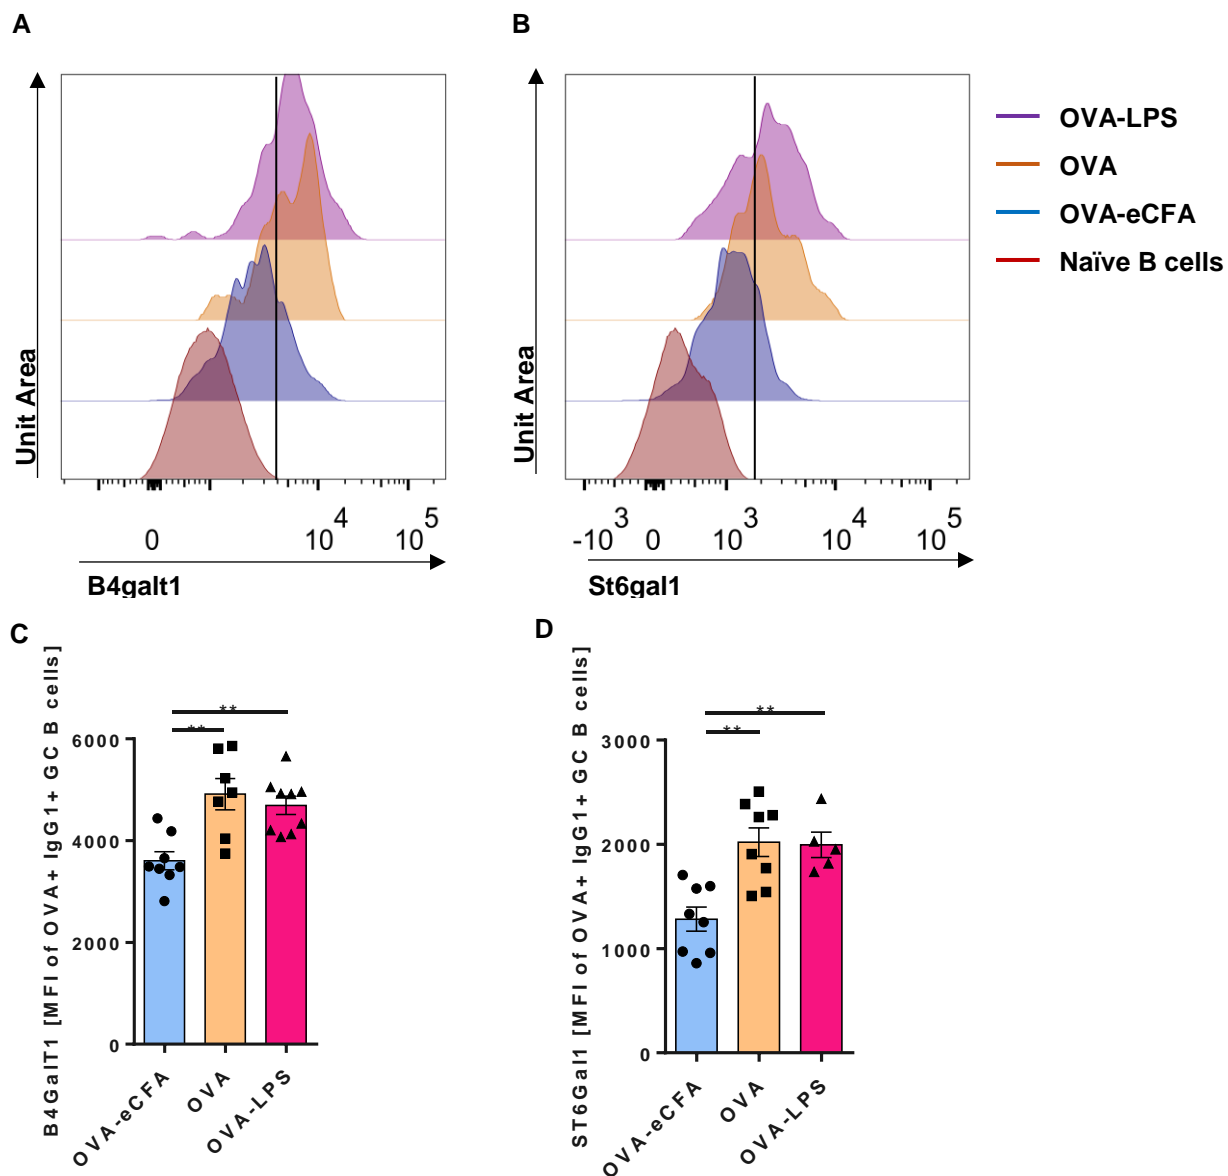 A
B
OVA-LPS
OVA
OVA-eCFA
Naïve B cells
Unit Area
Unit Area
0 10^4 10^5
-10^3 0 10^3 10^4 10^5
B4galt1
St6gal1
C
D
B4GalT1 [MFI of OVA+ IgG1+ GC B cells]
**
**
6000
4000
2000
0
OVA-eCFA
OVA
OVA-LPS
ST6Gal1 [MFI of OVA+ IgG1+ GC B cells]
**
**
3000
2000
1000
0
OVA-eCFA
OVA
OVA-LPS